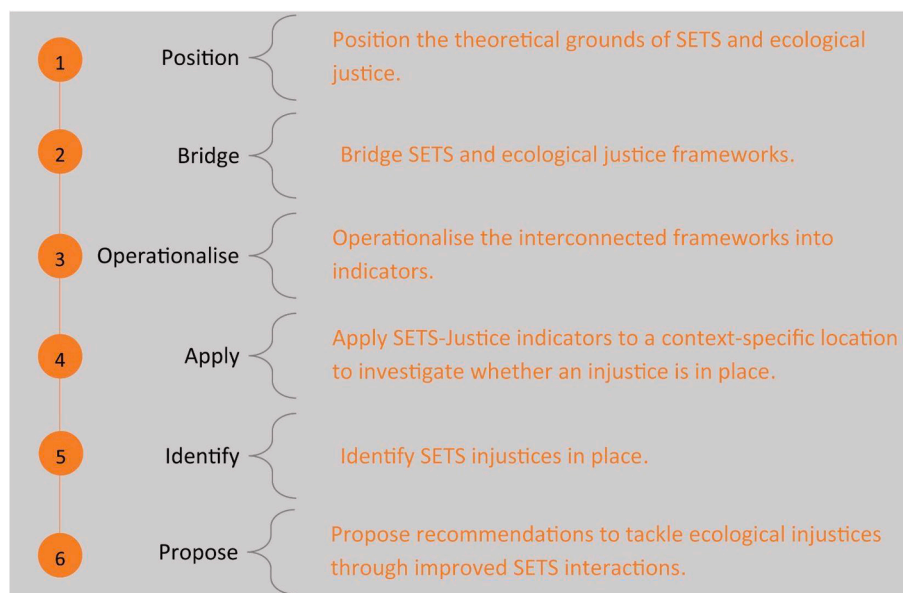 1
Position
Position the theoretical grounds of SETS and ecological
justice.
2
Bridge
Bridge SETS and ecological justice frameworks.
3
Operationalise
Operationalise the interconnected frameworks into
indicators.
4
Apply
Apply SETS-Justice indicators to a context-specific location
to investigate whether an injustice is in place.
5
Identify
Identify SETS injustices in place.
6
Propose
Propose recommendations to tackle ecological injustices
through improved SETS interactions.